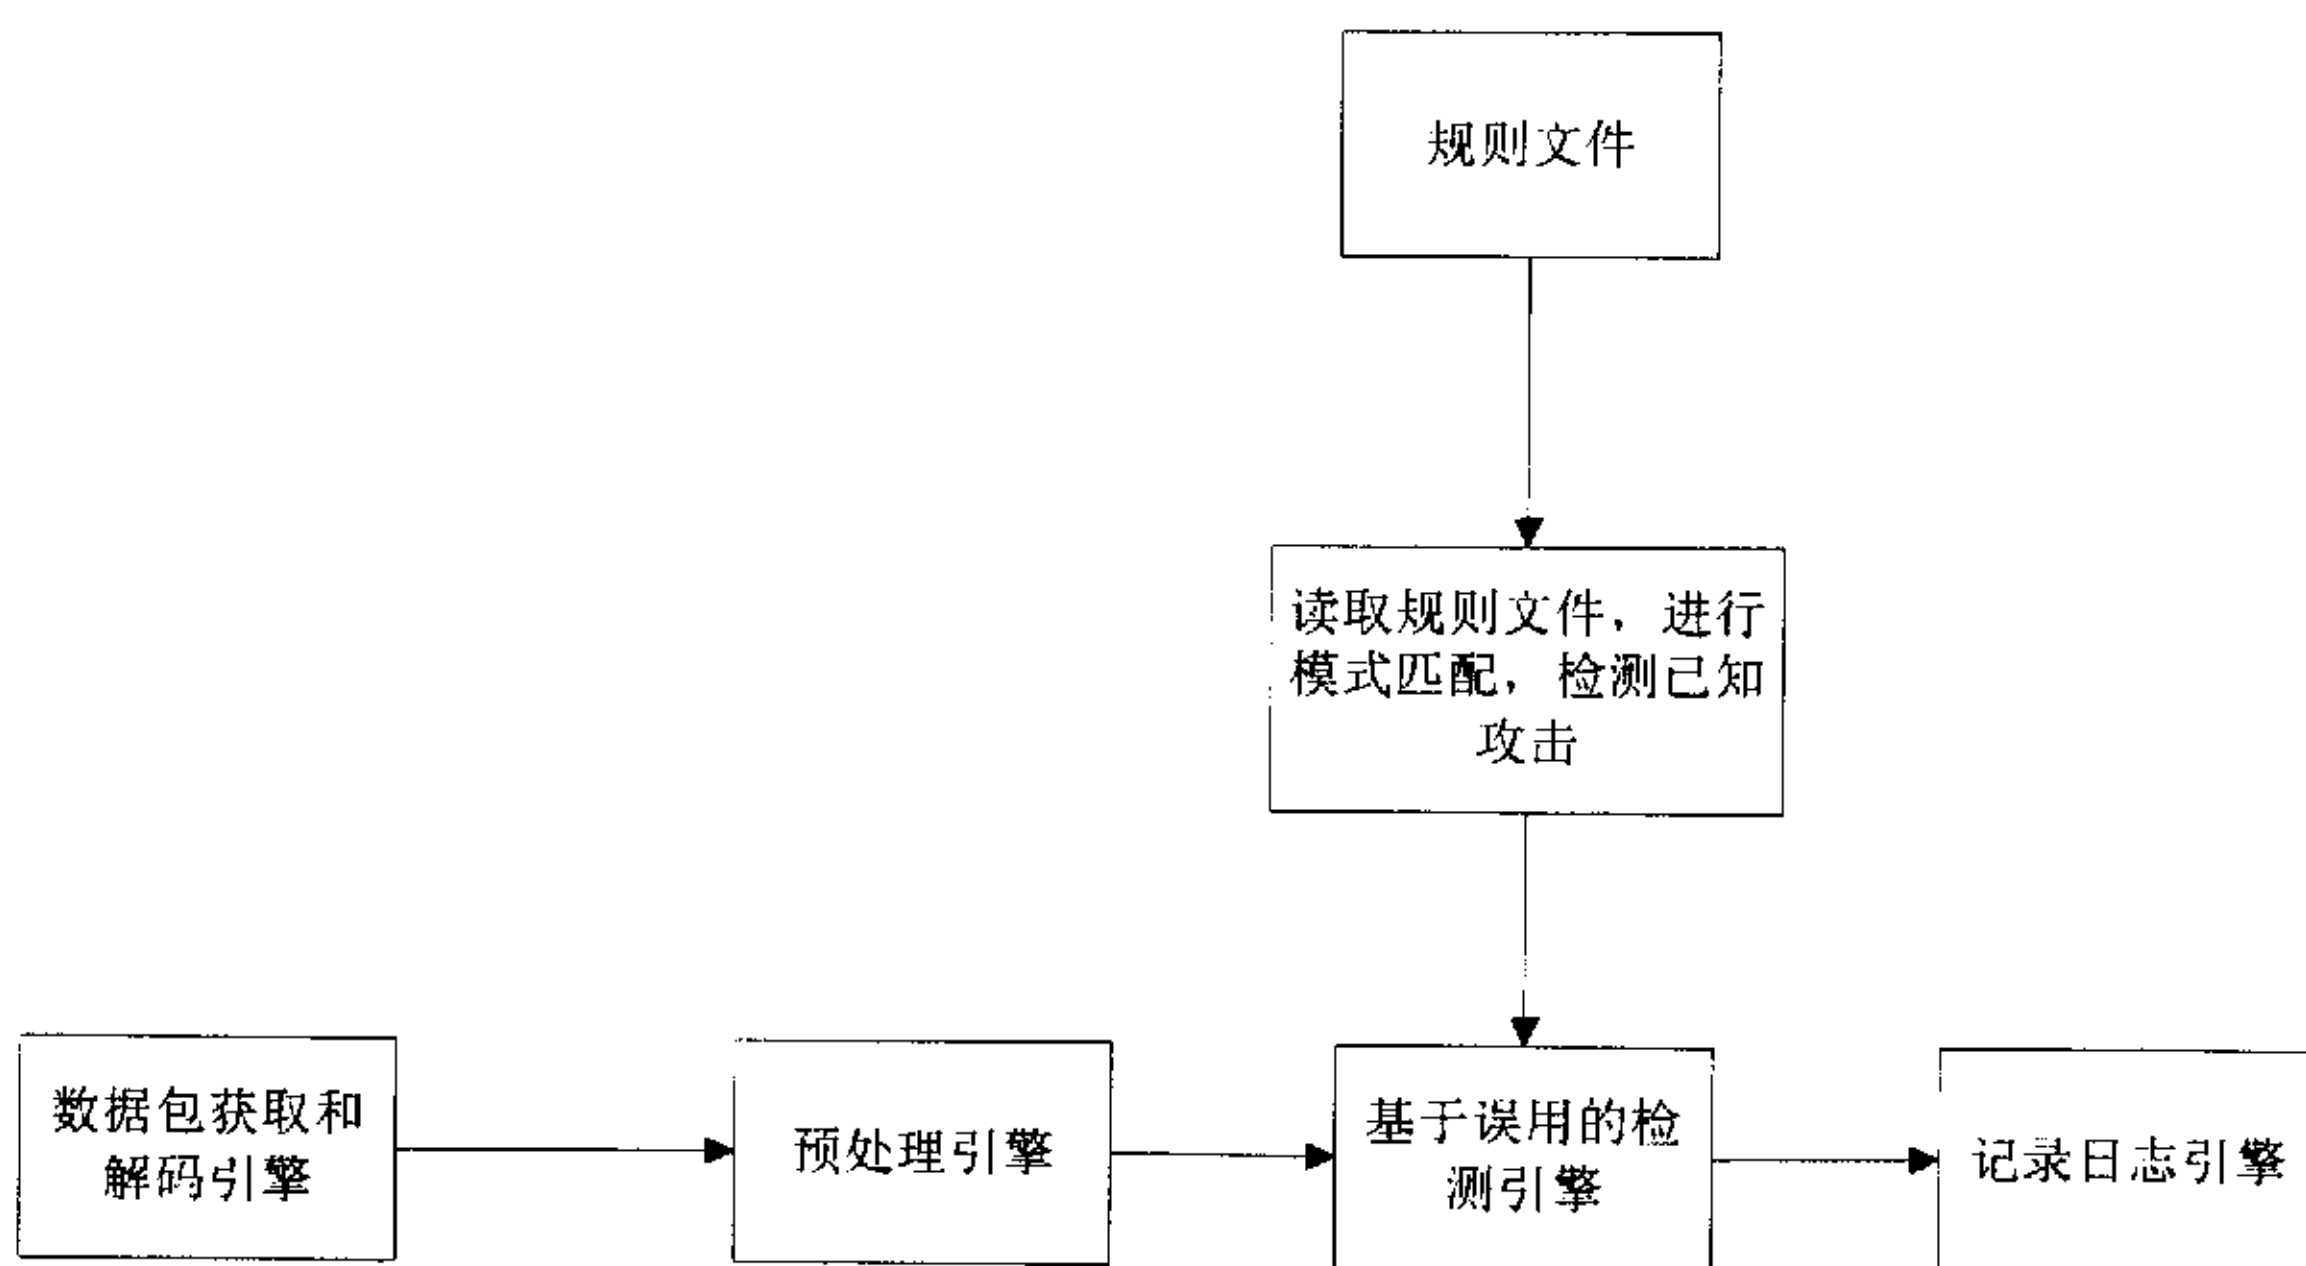 规则文件
读取规则文件，进行
模式匹配，检测已知
攻击
数据包获取和
解码引擎
预处理引擎
基于误用的检
测引擎
记录日志引擎